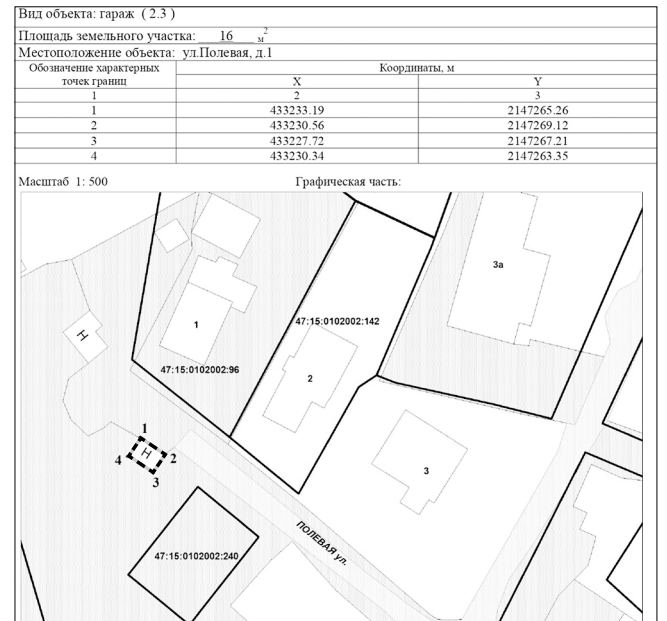 Вид объекта: гараж ( 2.3 )
Площадь земельного участка: 16 м2
Местоположение объекта: ул.Полевая, д.1
Обозначение характерных точек границ
Координаты, м
X Y
1 2 3
1 433233.19 2147265.26
2 433230.56 2147269.12
3 433227.72 2147267.21
4 433230.34 2147263.35
Масштаб 1: 500 Графическая часть:
3а
1
47:15:0102002:142
Н
47:15:0102002:96
2
1
Н
2
4
3
3
ПОЛЕВАЯ ул.
47:15:0102002:240